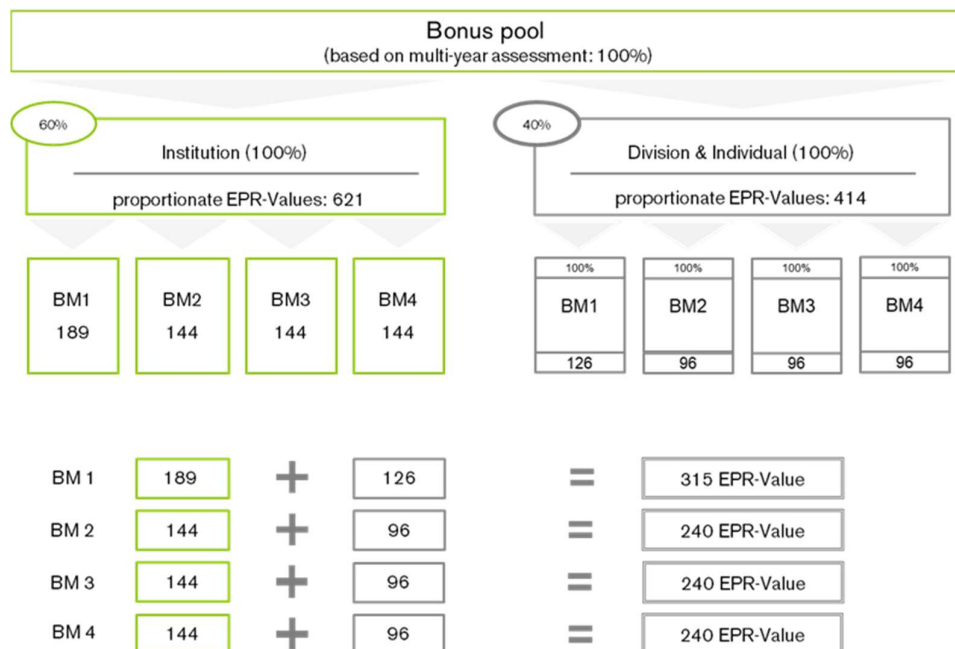 Bonus pool
(based on multi-year assessment: 100%)
60%
Institution (100%)
proportionate EPR-Values: 621
40%
Division & Individual (100%)
proportionate EPR-Values: 414
BM1
189
BM2
144
BM3
144
BM4
144
100%
BM1
126
100%
BM2
96
100%
BM3
96
100%
BM4
96
BM 1 189 + 126 = 315 EPR-Value
BM 2 144 + 96 = 240 EPR-Value
BM 3 144 + 96 = 240 EPR-Value
BM 4 144 + 96 = 240 EPR-Value